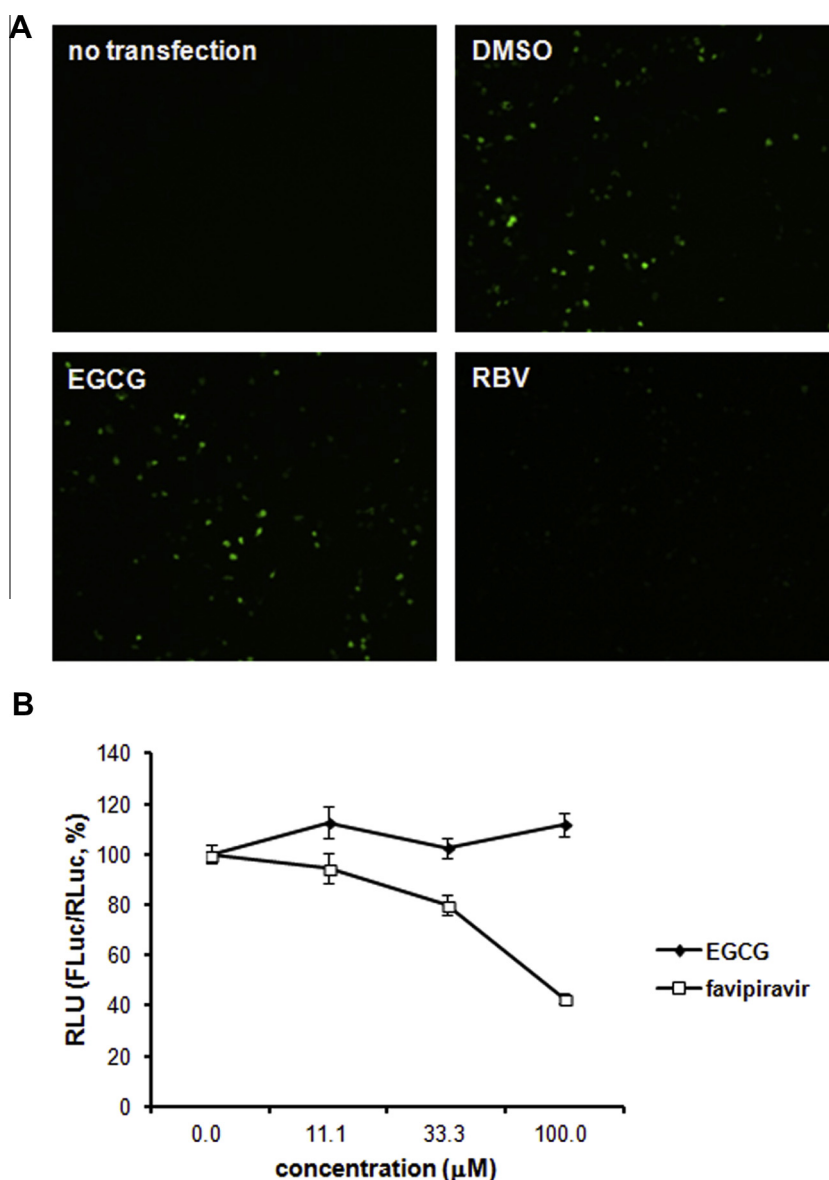 A
no transfection
DMSO
EGCG
RBV
B
140
120
100
80
60
40
20
0
RLU (FLuc/RLuc, %)
0.0 11.1 33.3 100.0
concentration (μM)
EGCG
favipiravir